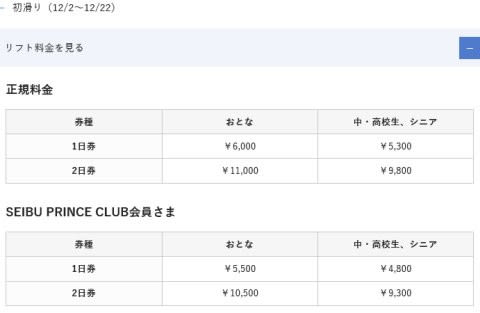 初滑り（12/2～12/22）
リフト料金を見る
正規料金
券種 おとな 中・高校生、シニア
1日券 ￥6,000 ￥5,300
2日券 ￥11,000 ￥9,800
SEIBU PRINCE CLUB会員さま
券種 おとな 中・高校生、シニア
1日券 ￥5,500 ￥4,800
2日券 ￥10,500 ￥9,300